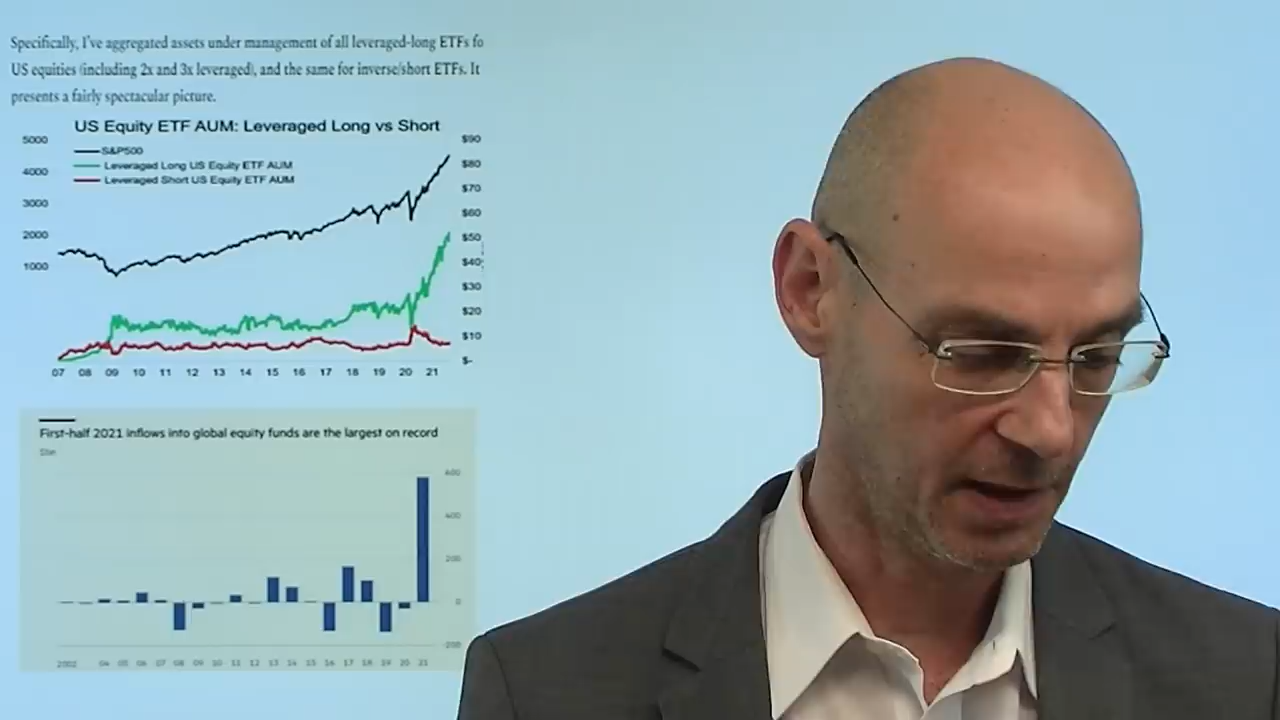 Specifically, I've aggregated assets under management of all leveraged-long ETFs fo
US equities (including 2x and 3x leveraged), and the same for inverse/short ETFs. It
presents a fairly spectacular picture.
US Equity ETF AUM: Leveraged Long vs Short
S&P500
Leveraged Long US Equity ETF AUM
Leveraged Short US Equity ETF AUM
5000
4000
3000
2000
1000
$90
$80
$70
$60
$50
$40
$30
$20
$10
$-
07 08 09 10 11 12 13 14 15 16 17 18 19 20 21
First-half 2021 inflows into global equity funds are the largest on record
$bn
600
400
200
0
-200
2002 04 05 06 07 08 09 10 11 12 13 14 15 16 17 18 19 20 21